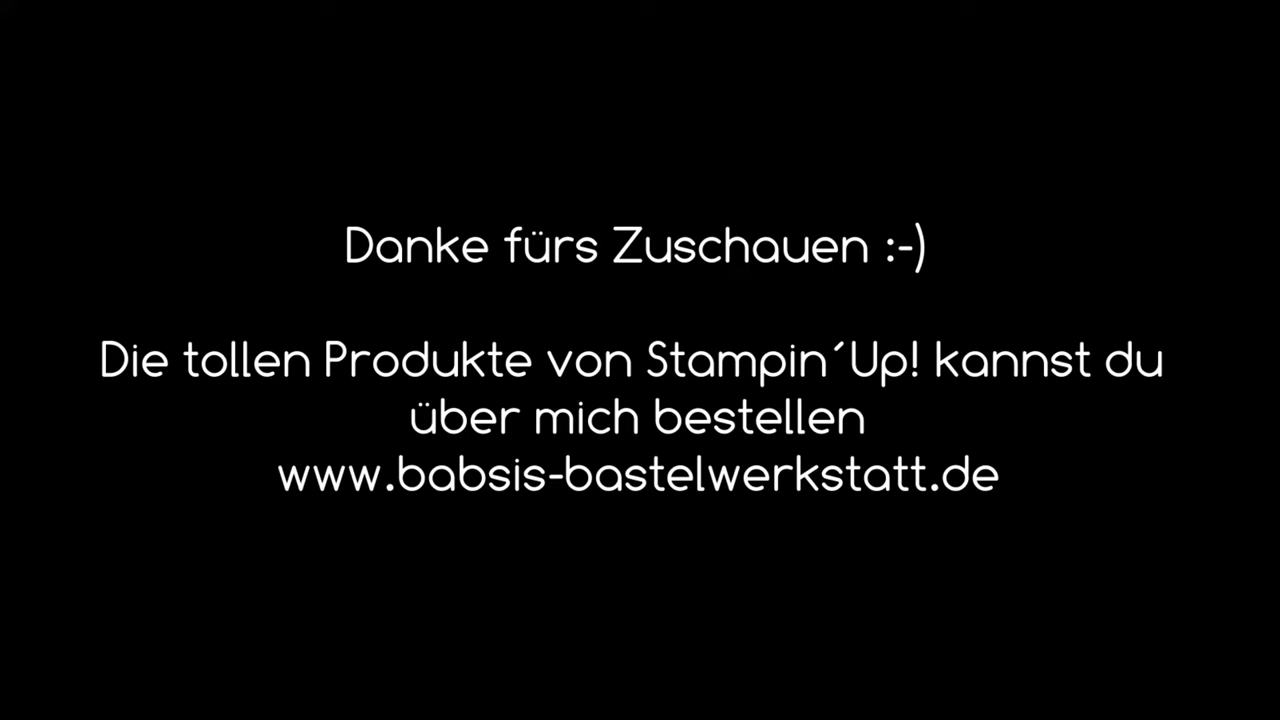 Danke fürs Zuschauen :-)
Die tollen Produkte von Stampin´Up! kannst du
über mich bestellen
www.babsis-bastelwerkstatt.de